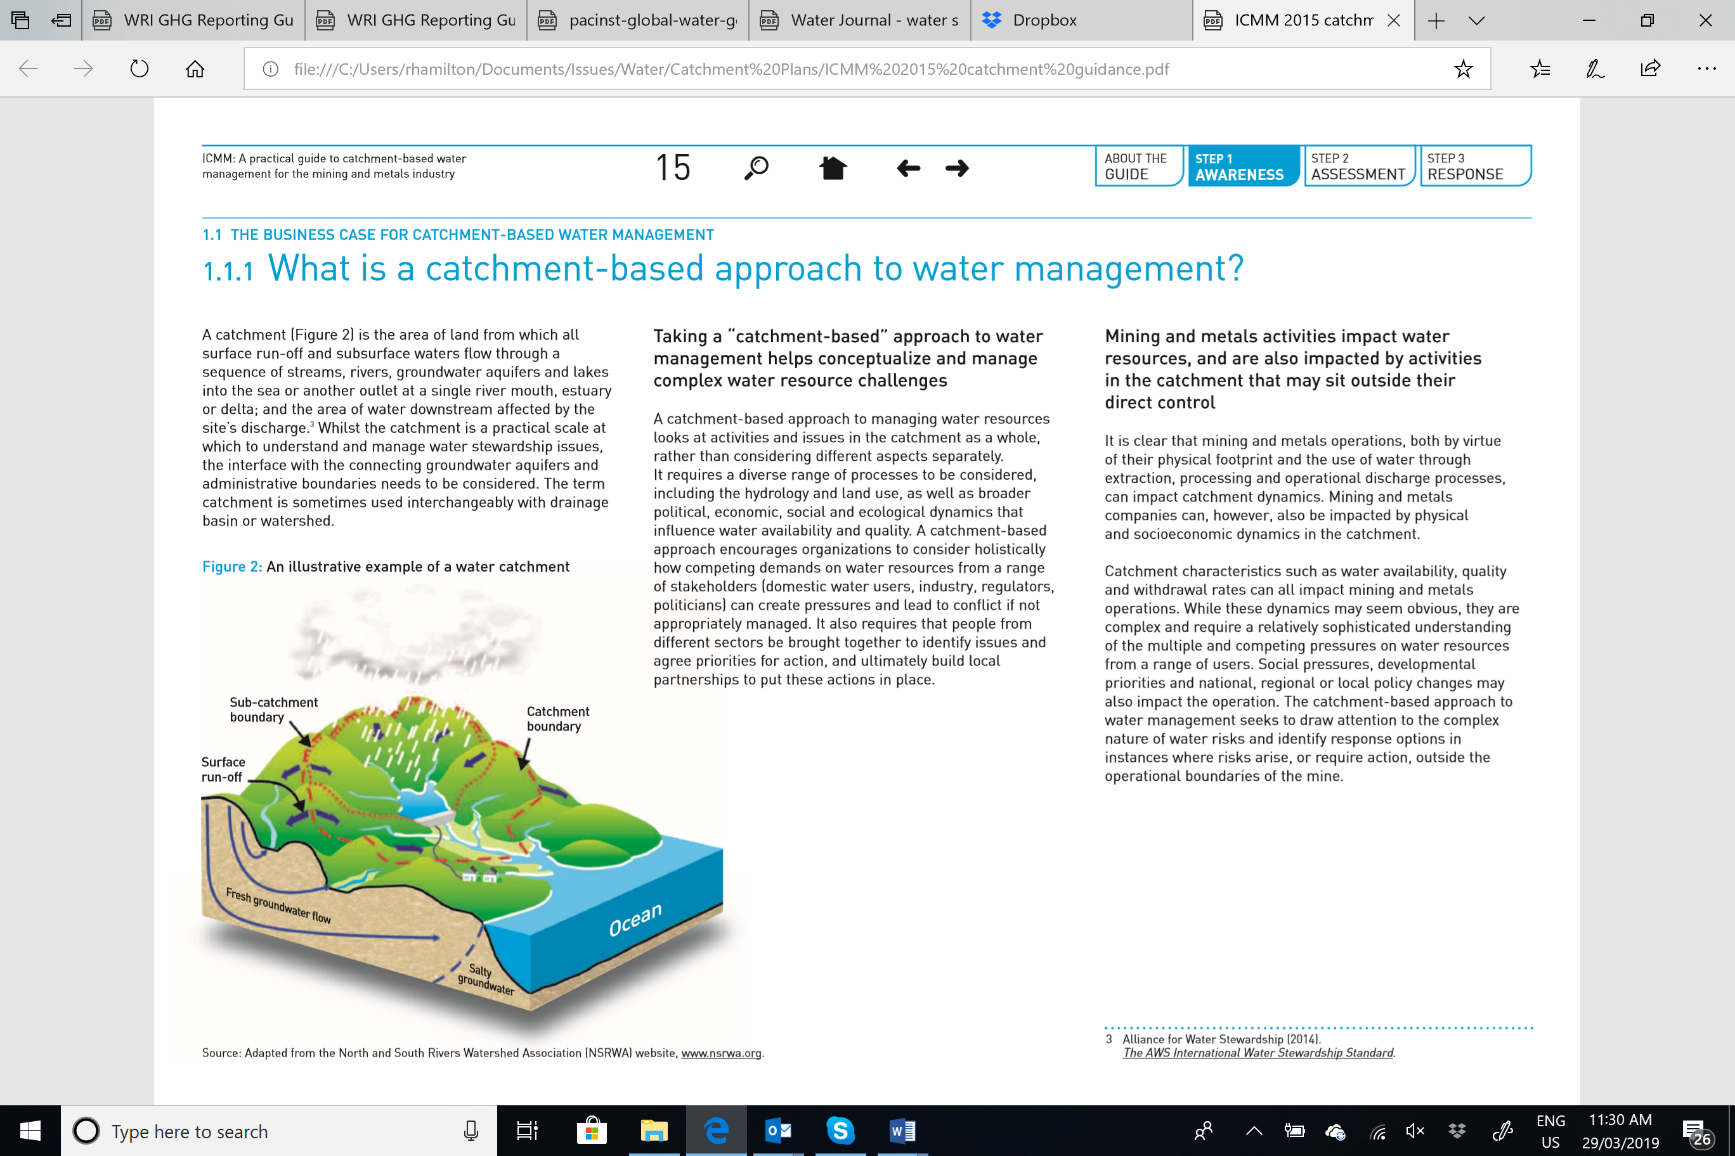 WRI GHG Reporting Gu
WRI GHG Reporting Gu
pacinst-global-water-g
Water Journal - water s
Dropbox
ICMM 2015 catchm
file:///C:/Users/rhamilton/Documents/Issues/Water/Catchment%20Plans/ICMM%202015%20catchment%20guidance.pdf
ICMM: A practical guide to catchment-based water
management for the mining and metals industry
15
ABOUT THE
GUIDE
STEP 1
AWARENESS
STEP 2
ASSESSMENT
STEP 3
RESPONSE
1.1 THE BUSINESS CASE FOR CATCHMENT-BASED WATER MANAGEMENT
1.1.1 What is a catchment-based approach to water management?
A catchment (Figure 2) is the area of land from which all
surface run-off and subsurface waters flow through a
sequence of streams, rivers, groundwater aquifers and lakes
into the sea or another outlet at a single river mouth, estuary
or delta; and the area of water downstream affected by the
site's discharge.³ Whilst the catchment is a practical scale at
which to understand and manage water stewardship issues,
the interface with the connecting groundwater aquifers and
administrative boundaries needs to be considered. The term
catchment is sometimes used interchangeably with drainage
basin or watershed.
Figure 2: An illustrative example of a water catchment
Sub-catchment
boundary
Catchment
boundary
Surface
run-off
Fresh groundwater flow
Ocean
Salty
groundwater
Source: Adapted from the North and South Rivers Watershed Association (NSRWA) website, www.nsrwa.org.
Taking a “catchment-based” approach to water
management helps conceptualize and manage
complex water resource challenges
A catchment-based approach to managing water resources
looks at activities and issues in the catchment as a whole,
rather than considering different aspects separately.
It requires a diverse range of processes to be considered,
including the hydrology and land use, as well as broader
political, economic, social and ecological dynamics that
influence water availability and quality. A catchment-based
approach encourages organizations to consider holistically
how competing demands on water resources from a range
of stakeholders (domestic water users, industry, regulators,
politicians) can create pressures and lead to conflict if not
appropriately managed. It also requires that people from
different sectors be brought together to identify issues and
agree priorities for action, and ultimately build local
partnerships to put these actions in place.
Mining and metals activities impact water
resources, and are also impacted by activities
in the catchment that may sit outside their
direct control
It is clear that mining and metals operations, both by virtue
of their physical footprint and the use of water through
extraction, processing and operational discharge processes,
can impact catchment dynamics. Mining and metals
companies can, however, also be impacted by physical
and socioeconomic dynamics in the catchment.
Catchment characteristics such as water availability, quality
and withdrawal rates can all impact mining and metals
operations. While these dynamics may seem obvious, they are
complex and require a relatively sophisticated understanding
of the multiple and competing pressures on water resources
from a range of users. Social pressures, developmental
priorities and national, regional or local policy changes may
also impact the operation. The catchment-based approach to
water management seeks to draw attention to the complex
nature of water risks and identify response options in
instances where risks arise, or require action, outside the
operational boundaries of the mine.
3 Alliance for Water Stewardship (2014).
The AWS International Water Stewardship Standard.
Type here to search
ENG
US
11:30 AM
29/03/2019
26